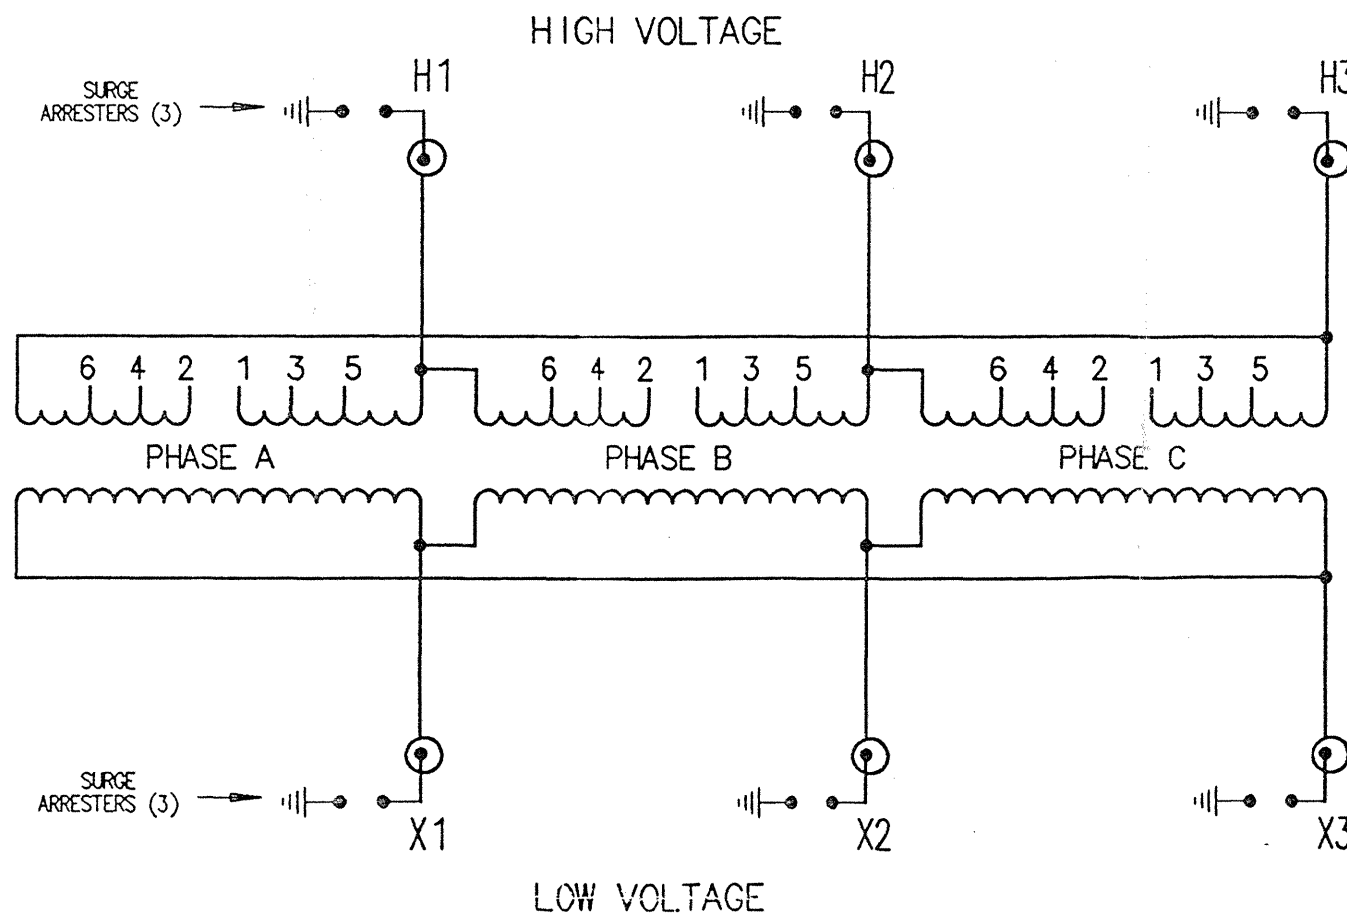 HIGH VOLTAGE
H1 H2 H3
SURGE
ARRESTERS (3)
6 4 2 1 3 5 6 4 2 1 3 5 6 4 2 1 3 5
PHASE A PHASE B PHASE C
SURGE
ARRESTERS (3)
X1 X2 X3
LOW VOLTAGE